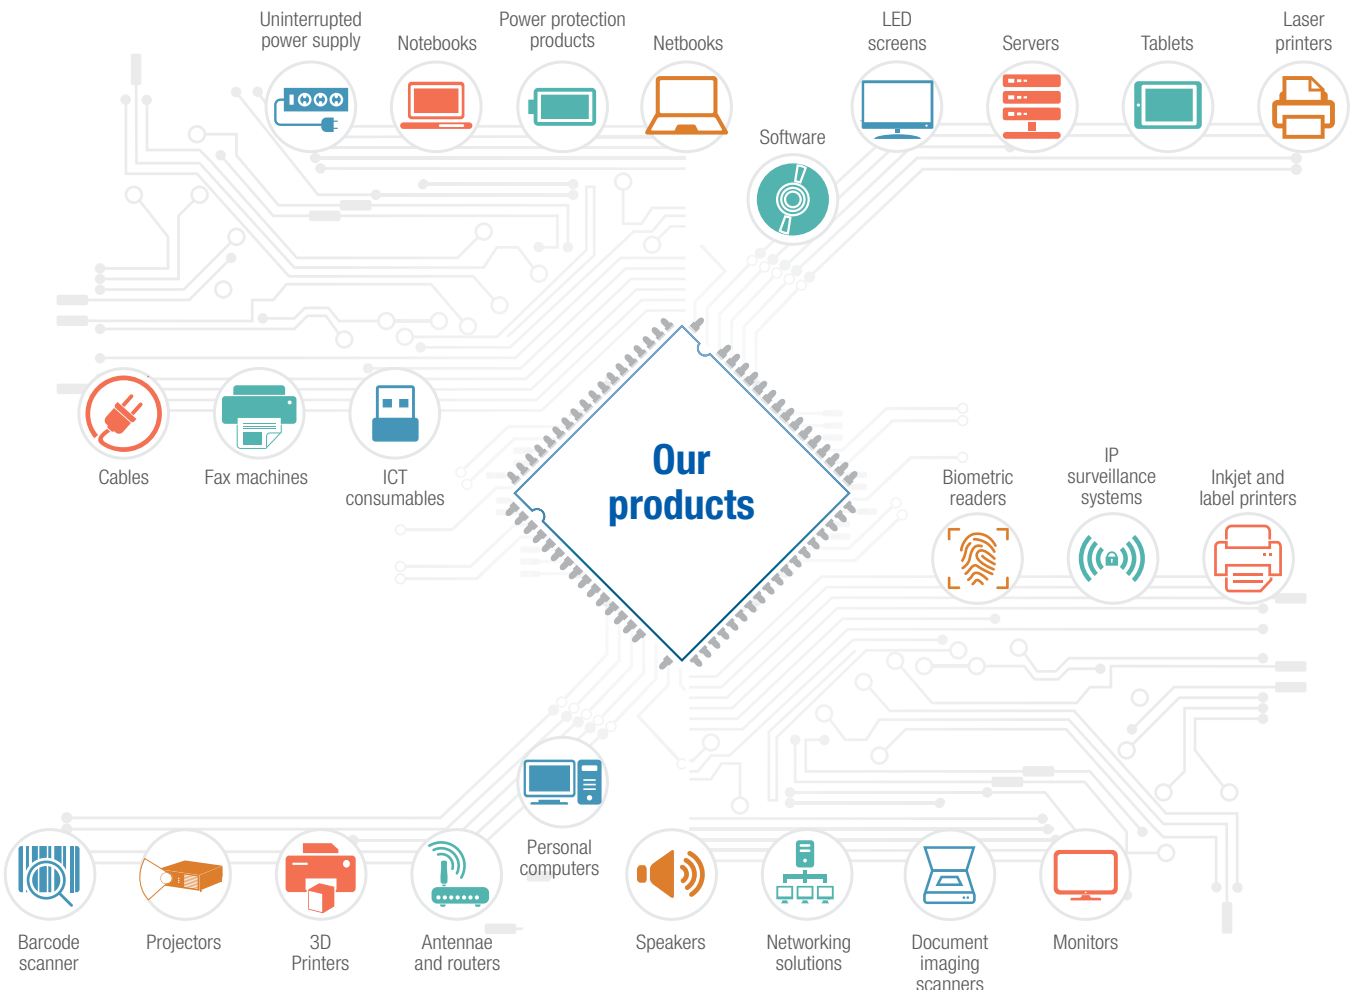 Uninterrupted
power supply
Notebooks
Power protection
products
Netbooks
LED
screens
Servers
Tablets
Laser
printers
Software
Cables
Fax machines
ICT
consumables
Our
products
Biometric
readers
IP
surveillance
systems
Inkjet and
label printers
Personal
computers
Barcode
scanner
Projectors
3D
Printers
Antennae
and routers
Speakers
Networking
solutions
Document
imaging
scanners
Monitors